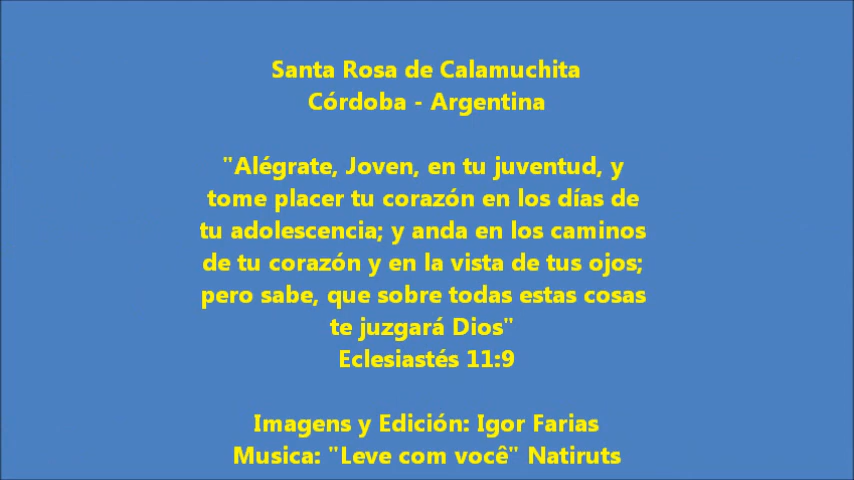 Santa Rosa de Calamuchita
Córdoba - Argentina
"Alégrate, Joven, en tu juventud, y
tome placer tu corazón en los días de
tu adolescencia; y anda en los caminos
de tu corazón y en la vista de tus ojos;
pero sabe, que sobre todas estas cosas
te juzgará Dios"
Eclesiastés 11:9
Imagens y Edición: Igor Farias
Musica: "Leve com você" Natiruts